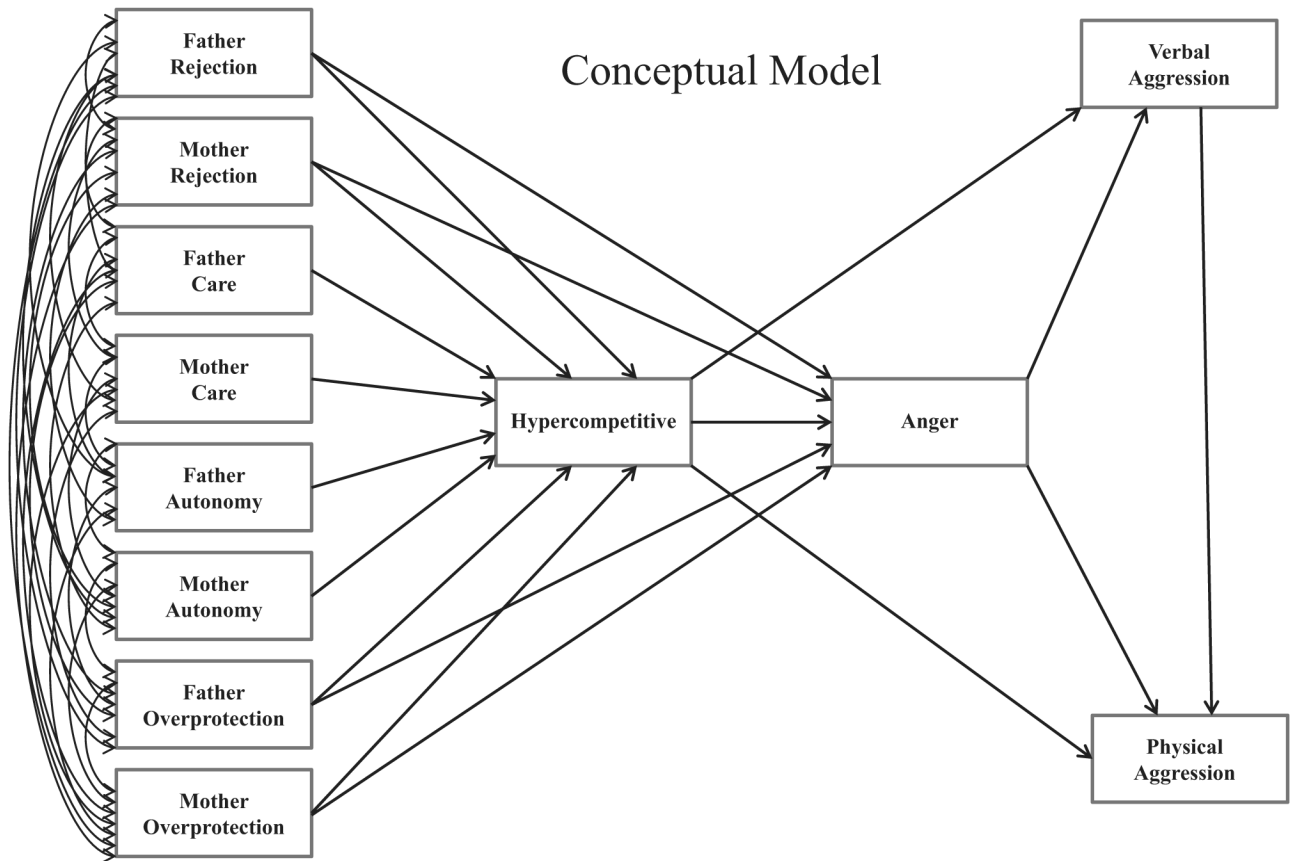 Conceptual Model
Father
Rejection
Mother
Rejection
Father
Care
Mother
Care
Father
Autonomy
Mother
Autonomy
Father
Overprotection
Mother
Overprotection
Hypercompetitive
Anger
Verbal
Aggression
Physical
Aggression